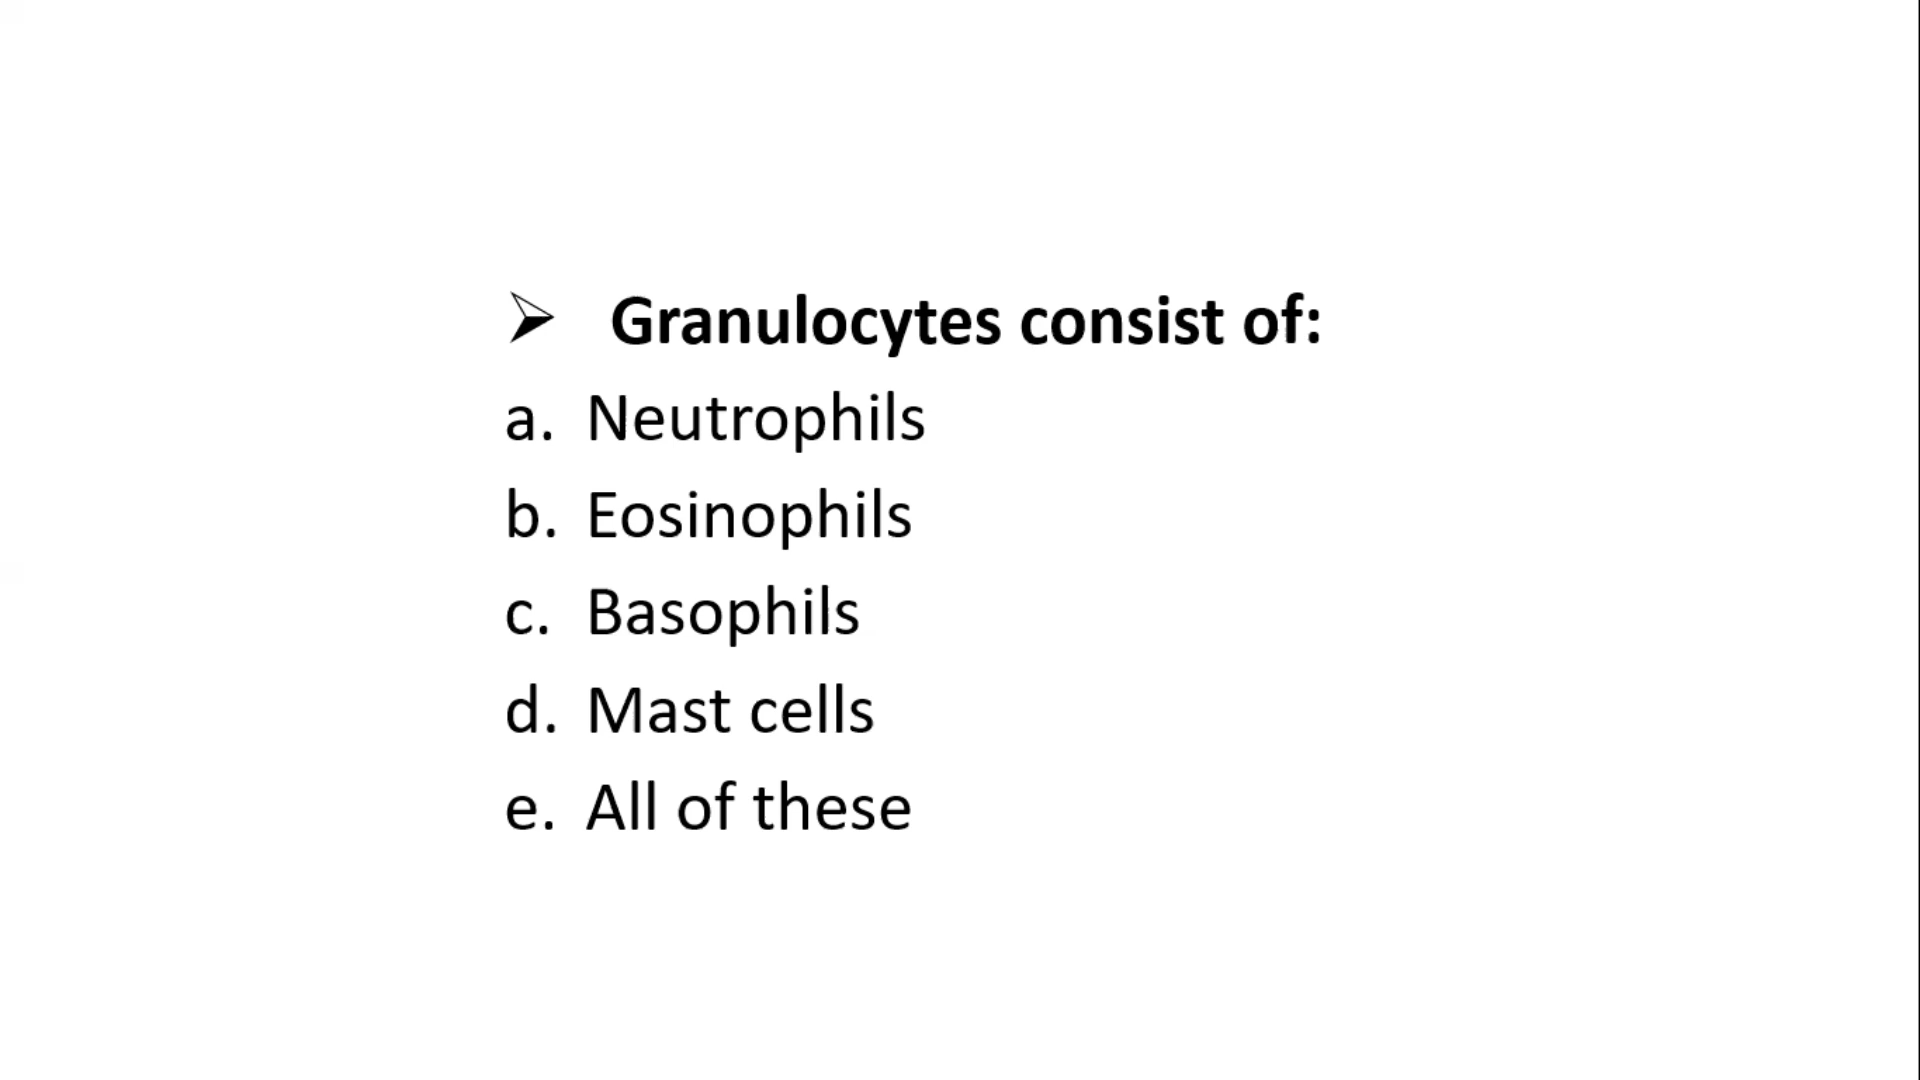 ➢ Granulocytes consist of:
a. Neutrophils
b. Eosinophils
c. Basophils
d. Mast cells
e. All of these